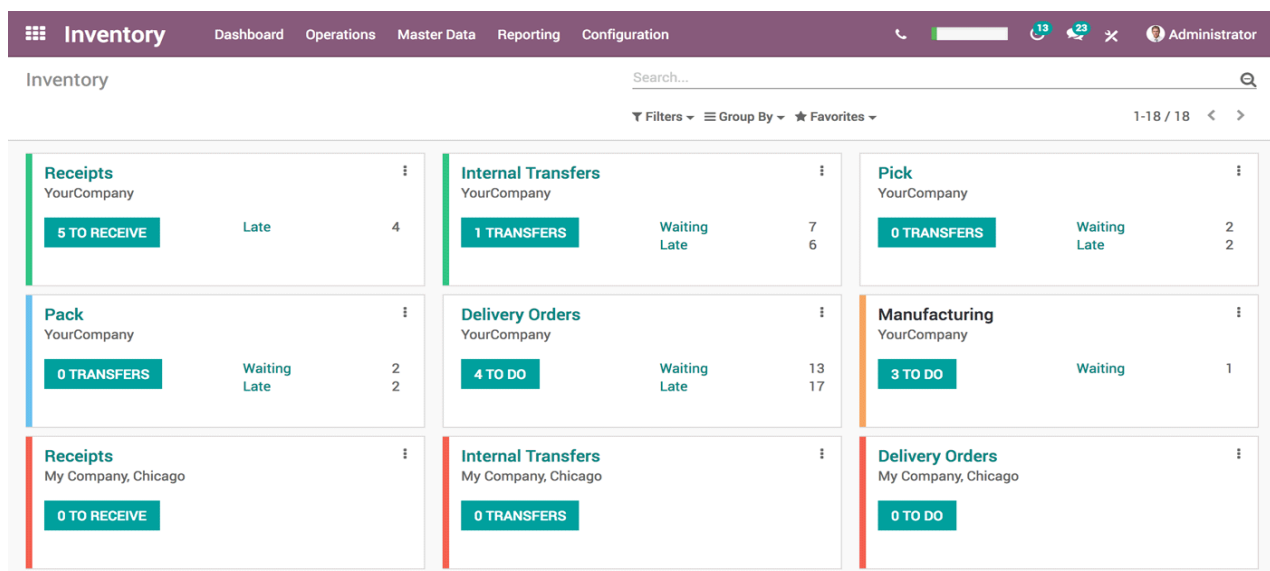 Inventory Dashboard Operations Master Data Reporting Configuration 13 23 Administrator
Inventory Search...
Filters Group By Favorites 1-18 / 18
Receipts
YourCompany
5 TO RECEIVE Late 4
Internal Transfers
YourCompany
1 TRANSFERS Waiting 7
Late 6
Pick
YourCompany
0 TRANSFERS Waiting 2
Late 2
Pack
YourCompany
0 TRANSFERS Waiting 2
Late 2
Delivery Orders
YourCompany
4 TO DO Waiting 13
Late 17
Manufacturing
YourCompany
3 TO DO Waiting 1
Receipts
My Company, Chicago
0 TO RECEIVE
Internal Transfers
My Company, Chicago
0 TRANSFERS
Delivery Orders
My Company, Chicago
0 TO DO